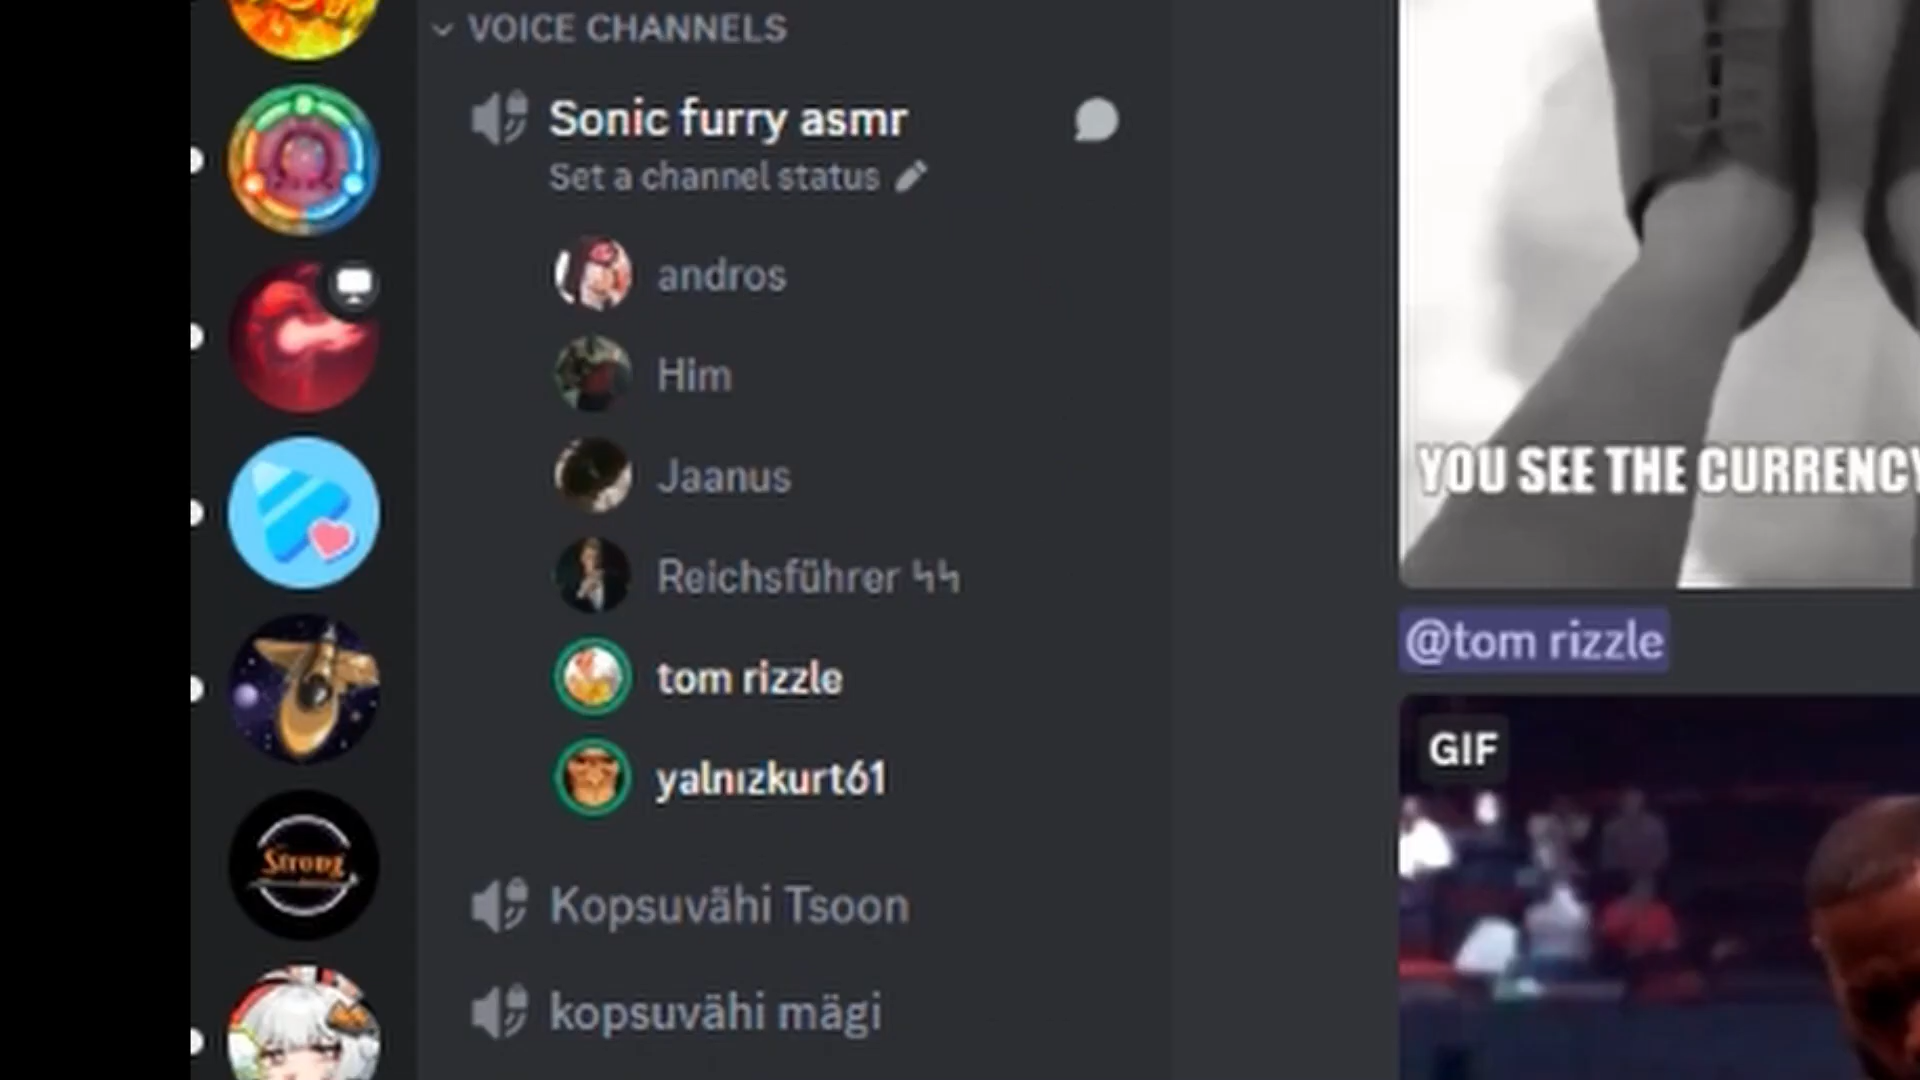 VOICE CHANNELS
Sonic furry asmr
Set a channel status
andros
Him
Jaanus
Reichsführer ϟϟ
tom rizzle
yalnızkurt61
Kopsuvähi Tsoon
kopsuvähi mägi
Strong
YOU SEE THE CURRENCY
@tom rizzle
GIF